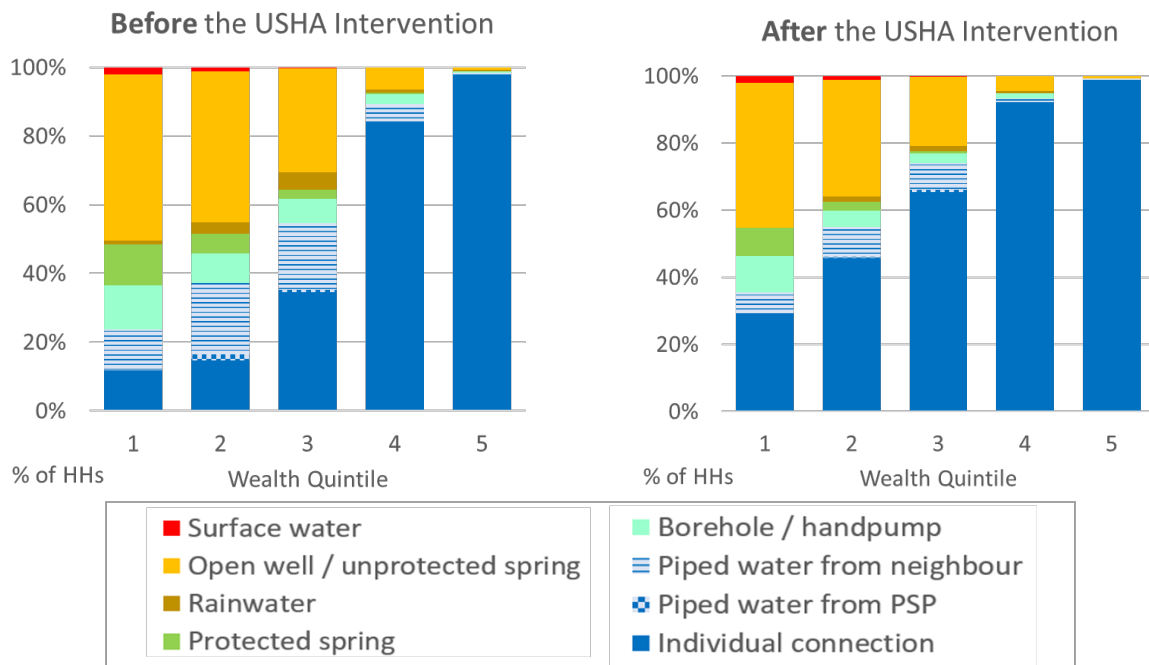 Before the USHA Intervention
100%
80%
60%
40%
20%
0%
1 2 3 4 5
% of HHs
Wealth Quintile
After the USHA Intervention
100%
80%
60%
40%
20%
0%
1 2 3 4 5
% of HHs
Wealth Quintile
Surface water
Open well / unprotected spring
Rainwater
Protected spring
Borehole / handpump
Piped water from neighbour
Piped water from PSP
Individual connection